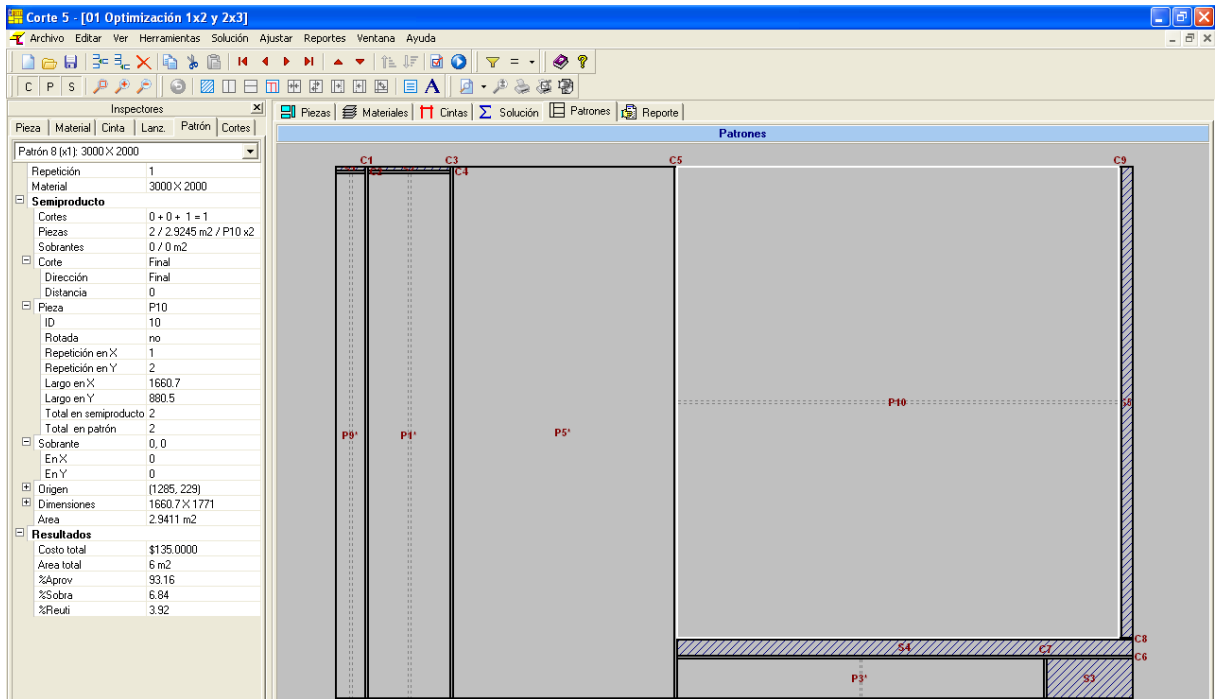 Corte 5 - [01 Optimización 1x2 y 2x3]
Archivo Editar Ver Herramientas Solución Ajustar Reportes Ventana Ayuda
C P S A
Inspectores
Pieza Material Cinta Lanz. Patrón Cortes
Piezas Materiales Cintas Solución Patrones Reporte
Patrones
Patrón 8 (x1): 3000 X 2000
Repetición 1
Material 3000 X 2000
Semiproducto
Cortes 0 + 0 + 1 = 1
Piezas 2 / 2.9245 m2 / P10 x2
Sobrantes 0 / 0 m2
Corte Final
Dirección Final
Distancia 0
Pieza P10
ID 10
Rotada no
Repetición en X 1
Repetición en Y 2
Largo en X 1660.7
Largo en Y 880.5
Total en semiproducto 2
Total en patrón 2
Sobrante 0, 0
En X 0
En Y 0
Origen (1285, 229)
Dimensiones 1660.7 X 1771
Area 2.9411 m2
Resultados
Costo total $135.0000
Area total 6 m2
%Aprov 93.16
%Sobra 6.84
%Reuti 3.92
C1 C3 C5 C9
C4
P10
P9' P1' P5'
C8
S4 C7
C6
P3' S3